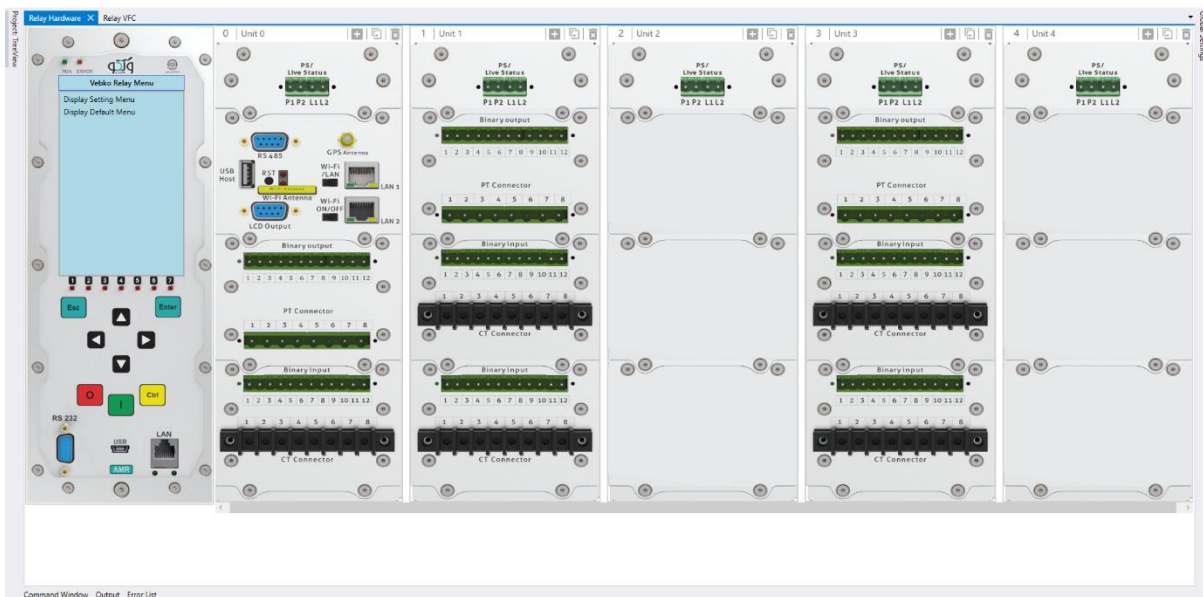 Relay Hardware X Relay VFC
Project: TreeView
RUN ERROR
Vebko Relay Menu
Display Setting Menu
Display Default Menu
1 2 3 4 5 6 7
Esc
Enter
O
I
Ctrl
RS 232
USB
LAN
AMR
0 Unit 0
PS/
Live Status
P1 P2 L1 L2
RS 485
GPS Antenna
USB
Host
RST
Wi-Fi
/LAN
LAN 1
Wi-Fi Antenna
Wi-Fi
ON/OFF
LAN 2
LCD Output
Binary output
1 2 3 4 5 6 7 8 9 10 11 12
PT Connector
1 2 3 4 5 6 7 8
Binary input
1 2 3 4 5 6 7 8 9 10 11 12
1 2 3 4 5 6 7 8
CT Connector
1 Unit 1
PS/
Live Status
P1 P2 L1 L2
Binary output
1 2 3 4 5 6 7 8 9 10 11 12
PT Connector
1 2 3 4 5 6 7 8
Binary input
1 2 3 4 5 6 7 8 9 10 11 12
1 2 3 4 5 6 7 8
CT Connector
Binary input
1 2 3 4 5 6 7 8 9 10 11 12
1 2 3 4 5 6 7 8
CT Connector
2 Unit 2
PS/
Live Status
P1 P2 L1 L2
3 Unit 3
PS/
Live Status
P1 P2 L1 L2
Binary output
1 2 3 4 5 6 7 8 9 10 11 12
PT Connector
1 2 3 4 5 6 7 8
Binary input
1 2 3 4 5 6 7 8 9 10 11 12
1 2 3 4 5 6 7 8
CT Connector
Binary input
1 2 3 4 5 6 7 8 9 10 11 12
1 2 3 4 5 6 7 8
CT Connector
4 Unit 4
PS/
Live Status
P1 P2 L1 L2
Command Window Output Error List